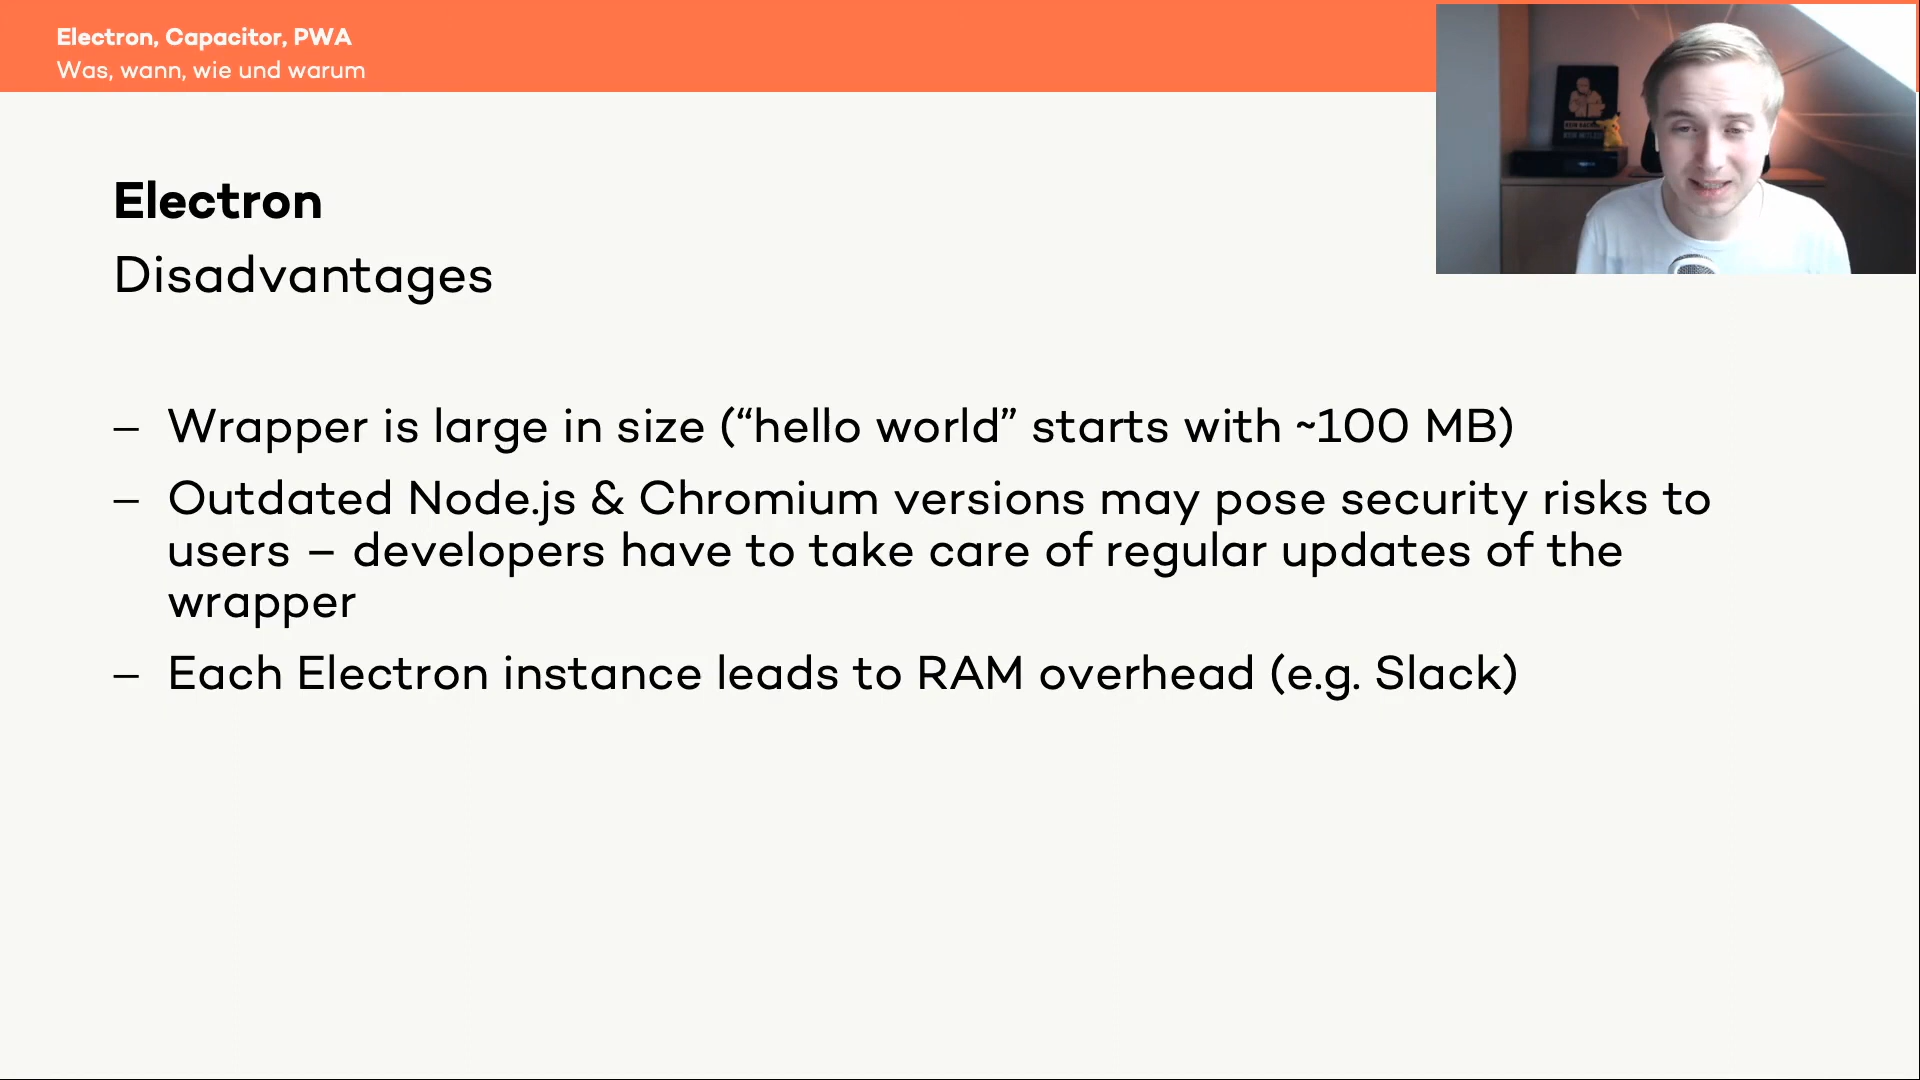 Electron, Capacitor, PWA
Was, wann, wie und warum
Electron
Disadvantages
– Wrapper is large in size (“hello world” starts with ~100 MB)
– Outdated Node.js & Chromium versions may pose security risks to
users – developers have to take care of regular updates of the
wrapper
– Each Electron instance leads to RAM overhead (e.g. Slack)